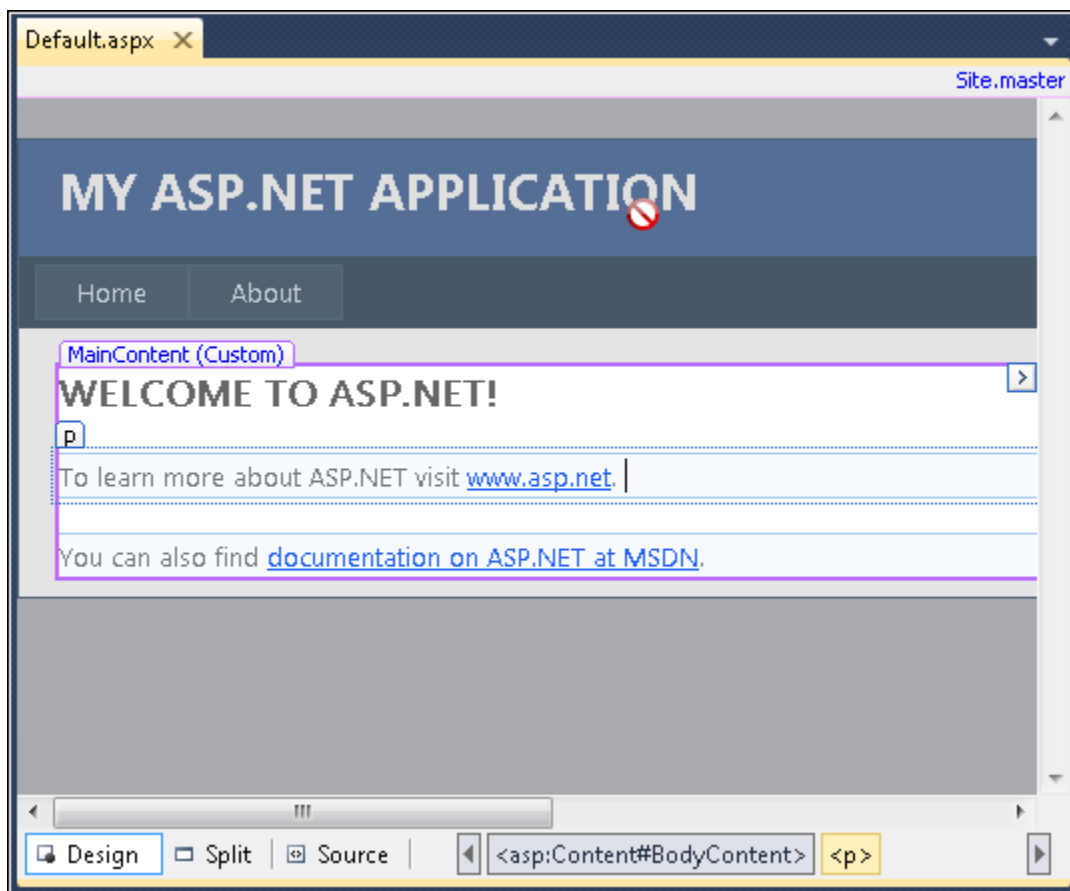 Default.aspx
Site.master
MY ASP.NET APPLICATION
Home About
MainContent (Custom)
WELCOME TO ASP.NET!
p
To learn more about ASP.NET visit www.asp.net.
You can also find documentation on ASP.NET at MSDN.
Design Split Source <asp:Content#BodyContent> <p>